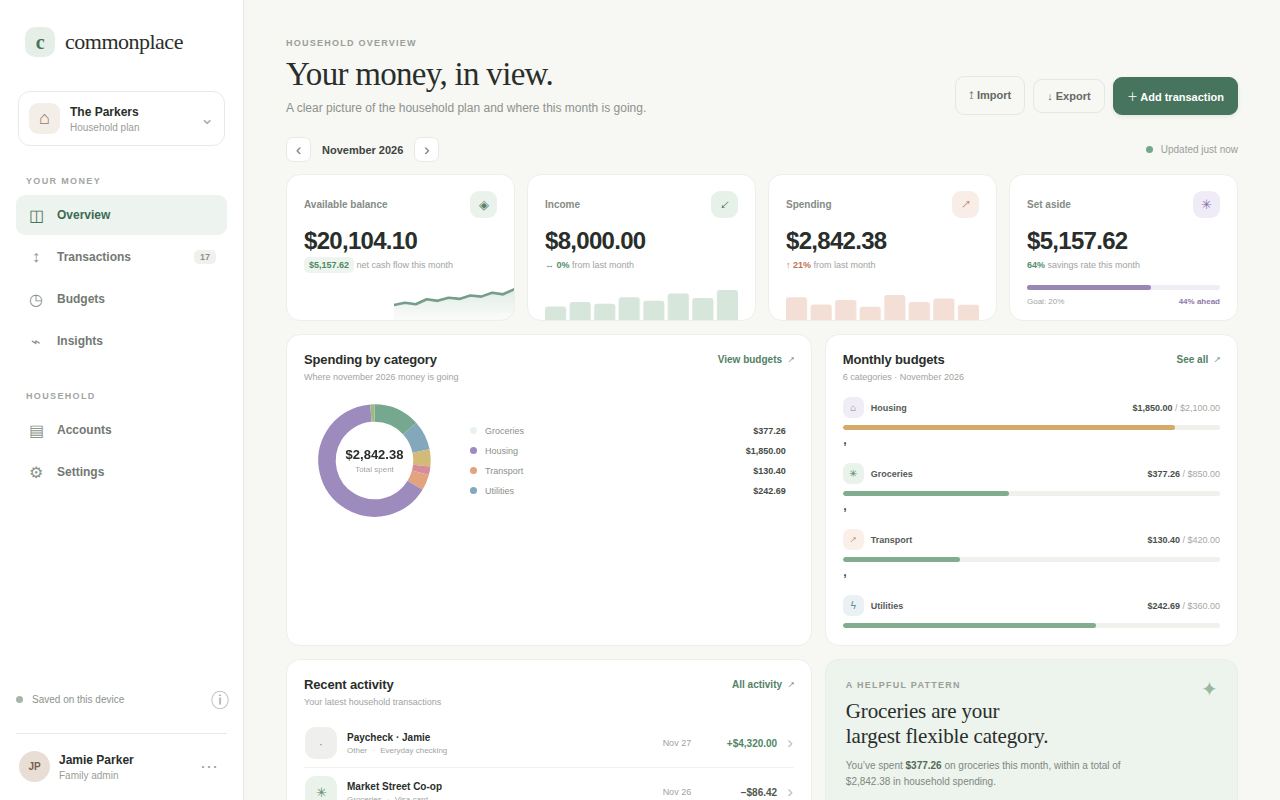 c commonplace
The Parkers
Household plan
YOUR MONEY
Overview
Transactions 17
Budgets
Insights
HOUSEHOLD
Accounts
Settings
Saved on this device
JP Jamie Parker
Family admin
HOUSEHOLD OVERVIEW
Your money, in view.
A clear picture of the household plan and where this month is going.
↥ Import
↓ Export
＋ Add transaction
‹ November 2026 ›
Updated just now
Available balance
$20,104.10
$5,157.62 net cash flow this month
Income
$8,000.00
↔ 0% from last month
Spending
$2,842.38
↑ 21% from last month
Set aside
$5,157.62
64% savings rate this month
Goal: 20% 44% ahead
Spending by category
View budgets ↗
Where november 2026 money is going
$2,842.38
Total spent
Groceries $377.26
Housing $1,850.00
Transport $130.40
Utilities $242.69
Monthly budgets
See all ↗
6 categories · November 2026
Housing $1,850.00 / $2,100.00
,
Groceries $377.26 / $850.00
,
Transport $130.40 / $420.00
,
Utilities $242.69 / $360.00
Recent activity
All activity ↗
Your latest household transactions
Paycheck · Jamie
Other · Everyday checking
Nov 27 +$4,320.00 ›
Market Street Co-op
Groceries · Visa card
Nov 26 −$86.42 ›
A HELPFUL PATTERN
Groceries are your
largest flexible category.
You've spent $377.26 on groceries this month, within a total of
$2,842.38 in household spending.